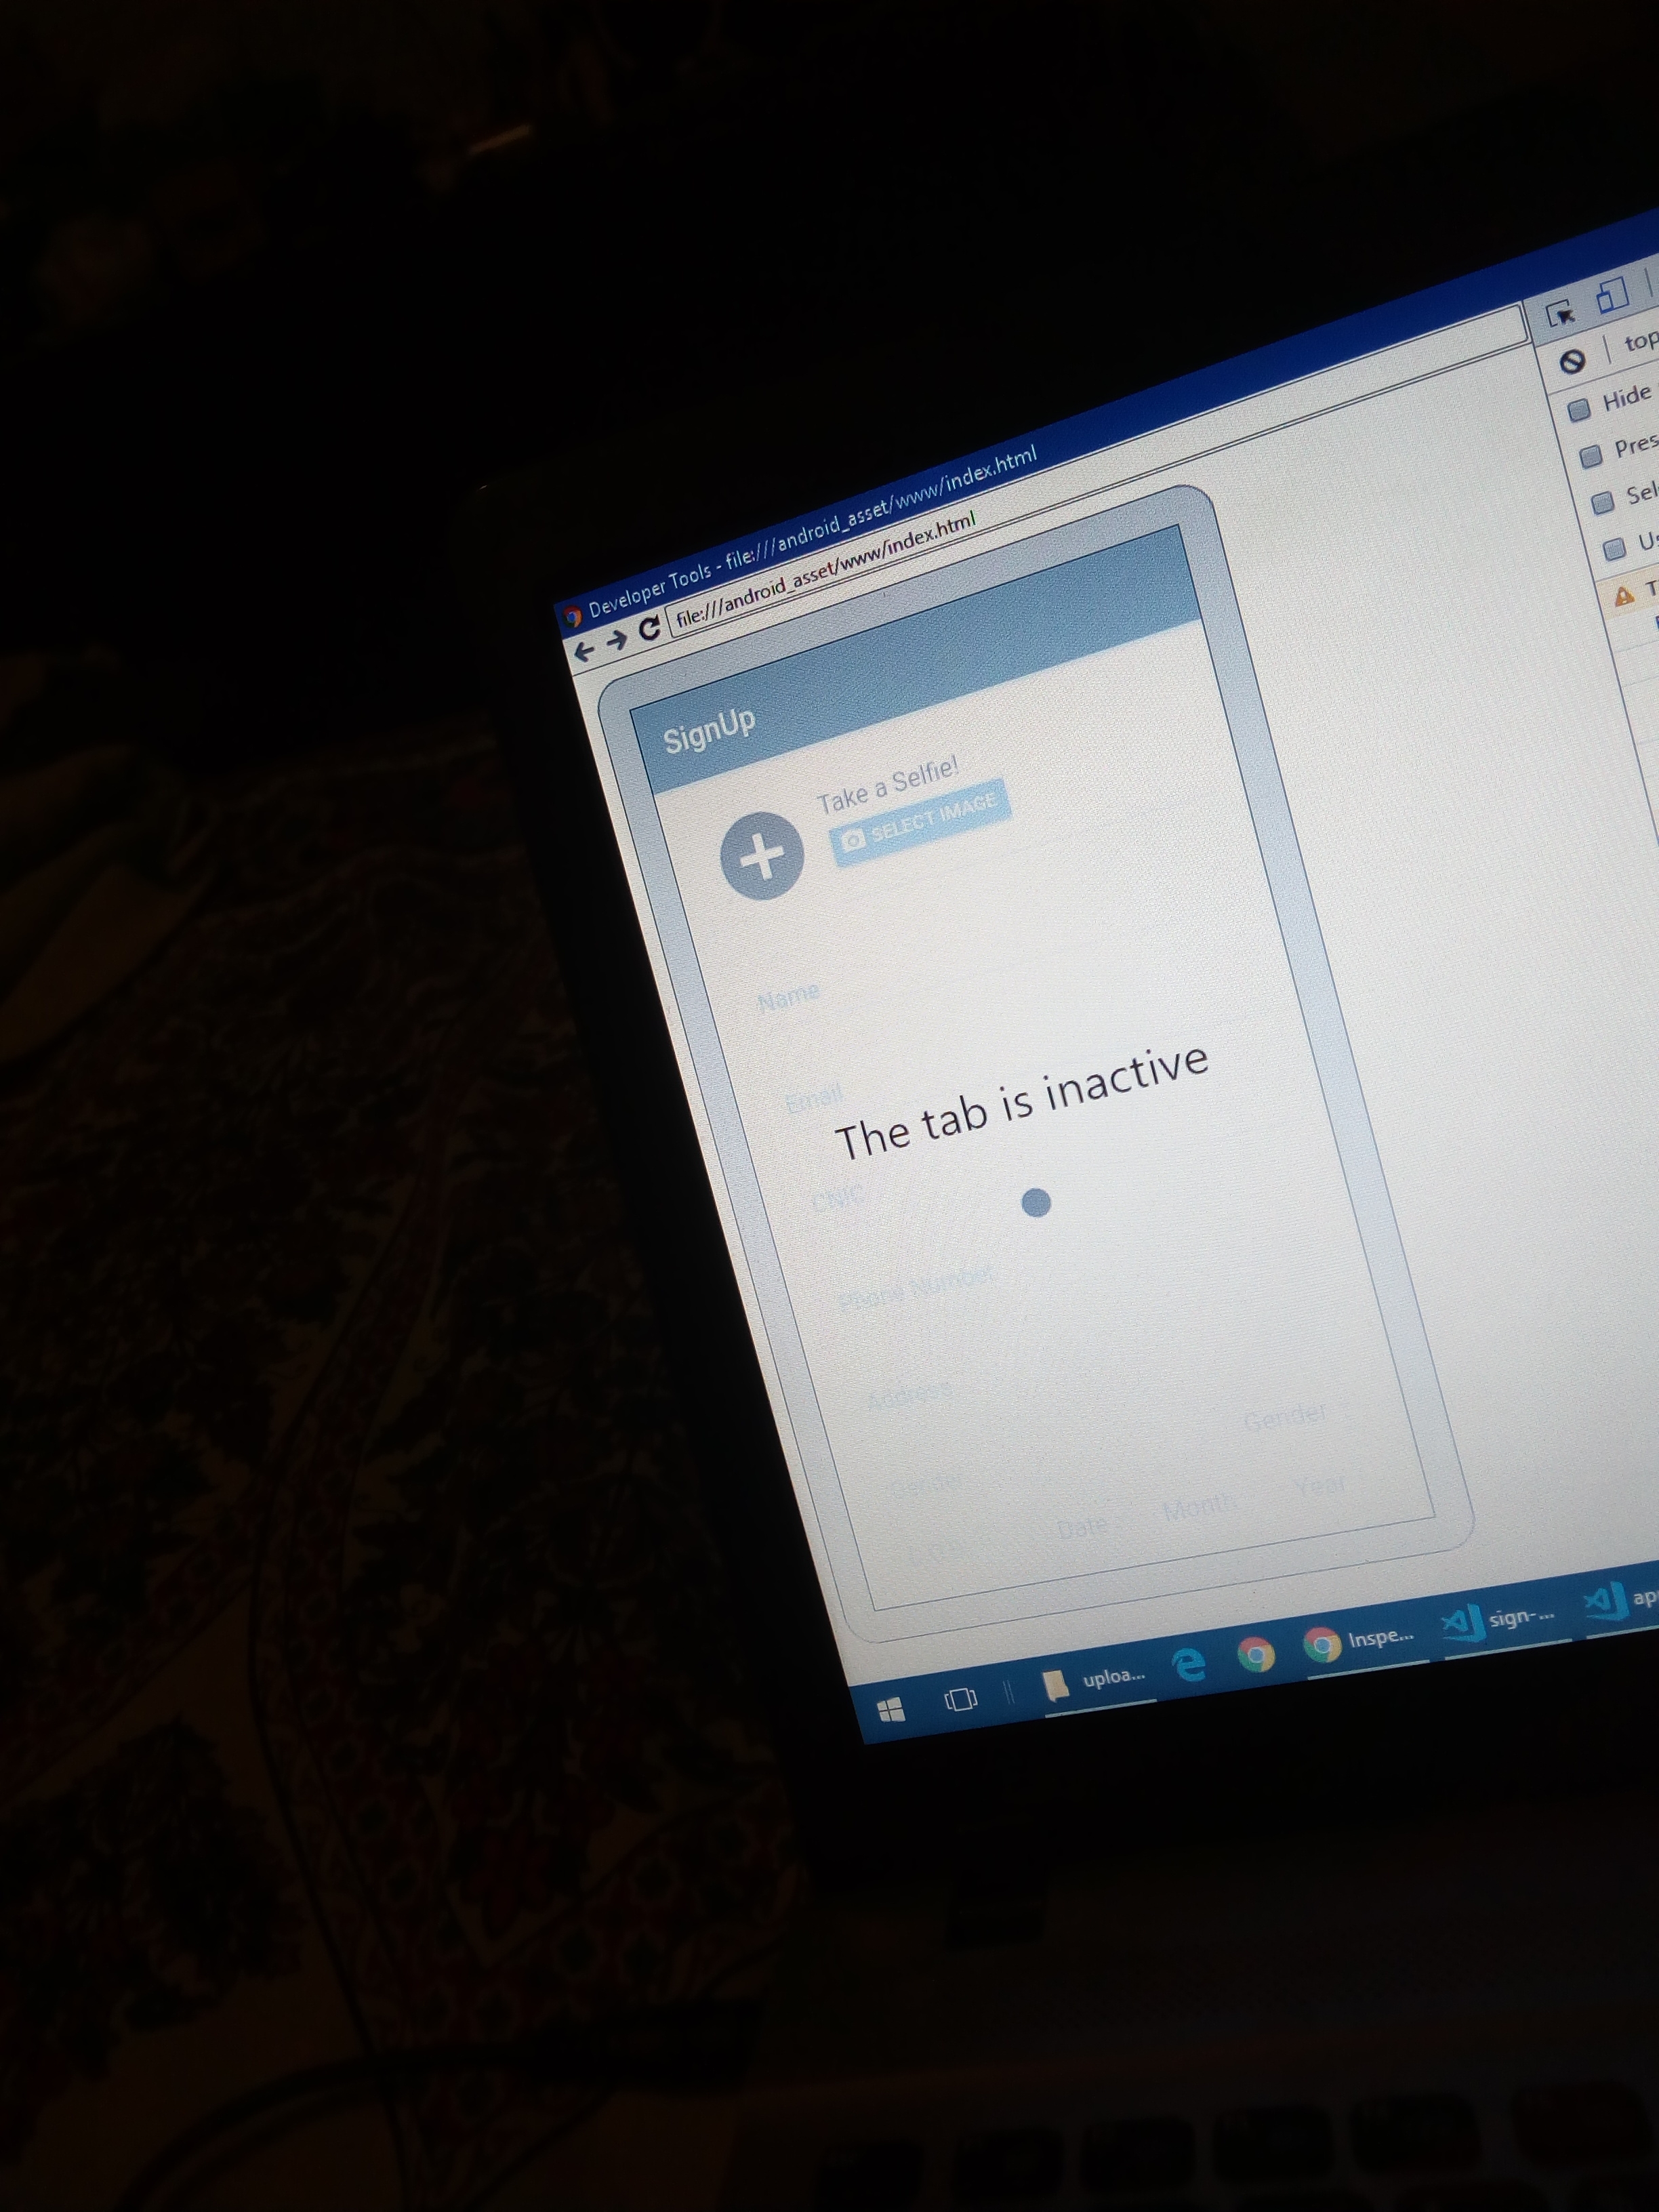 Developer Tools - file:///android_asset/www/index.html
file:///android_asset/www/index.html
top
Hide
Pres
Sel
Us
T
SignUp
Take a Selfie!
SELECT IMAGE
Name
Email
The tab is inactive
CNIC
Phone Number
Address
Gender
Gender
Date
Month
Year
uploa...
Inspe...
sign-...
ap